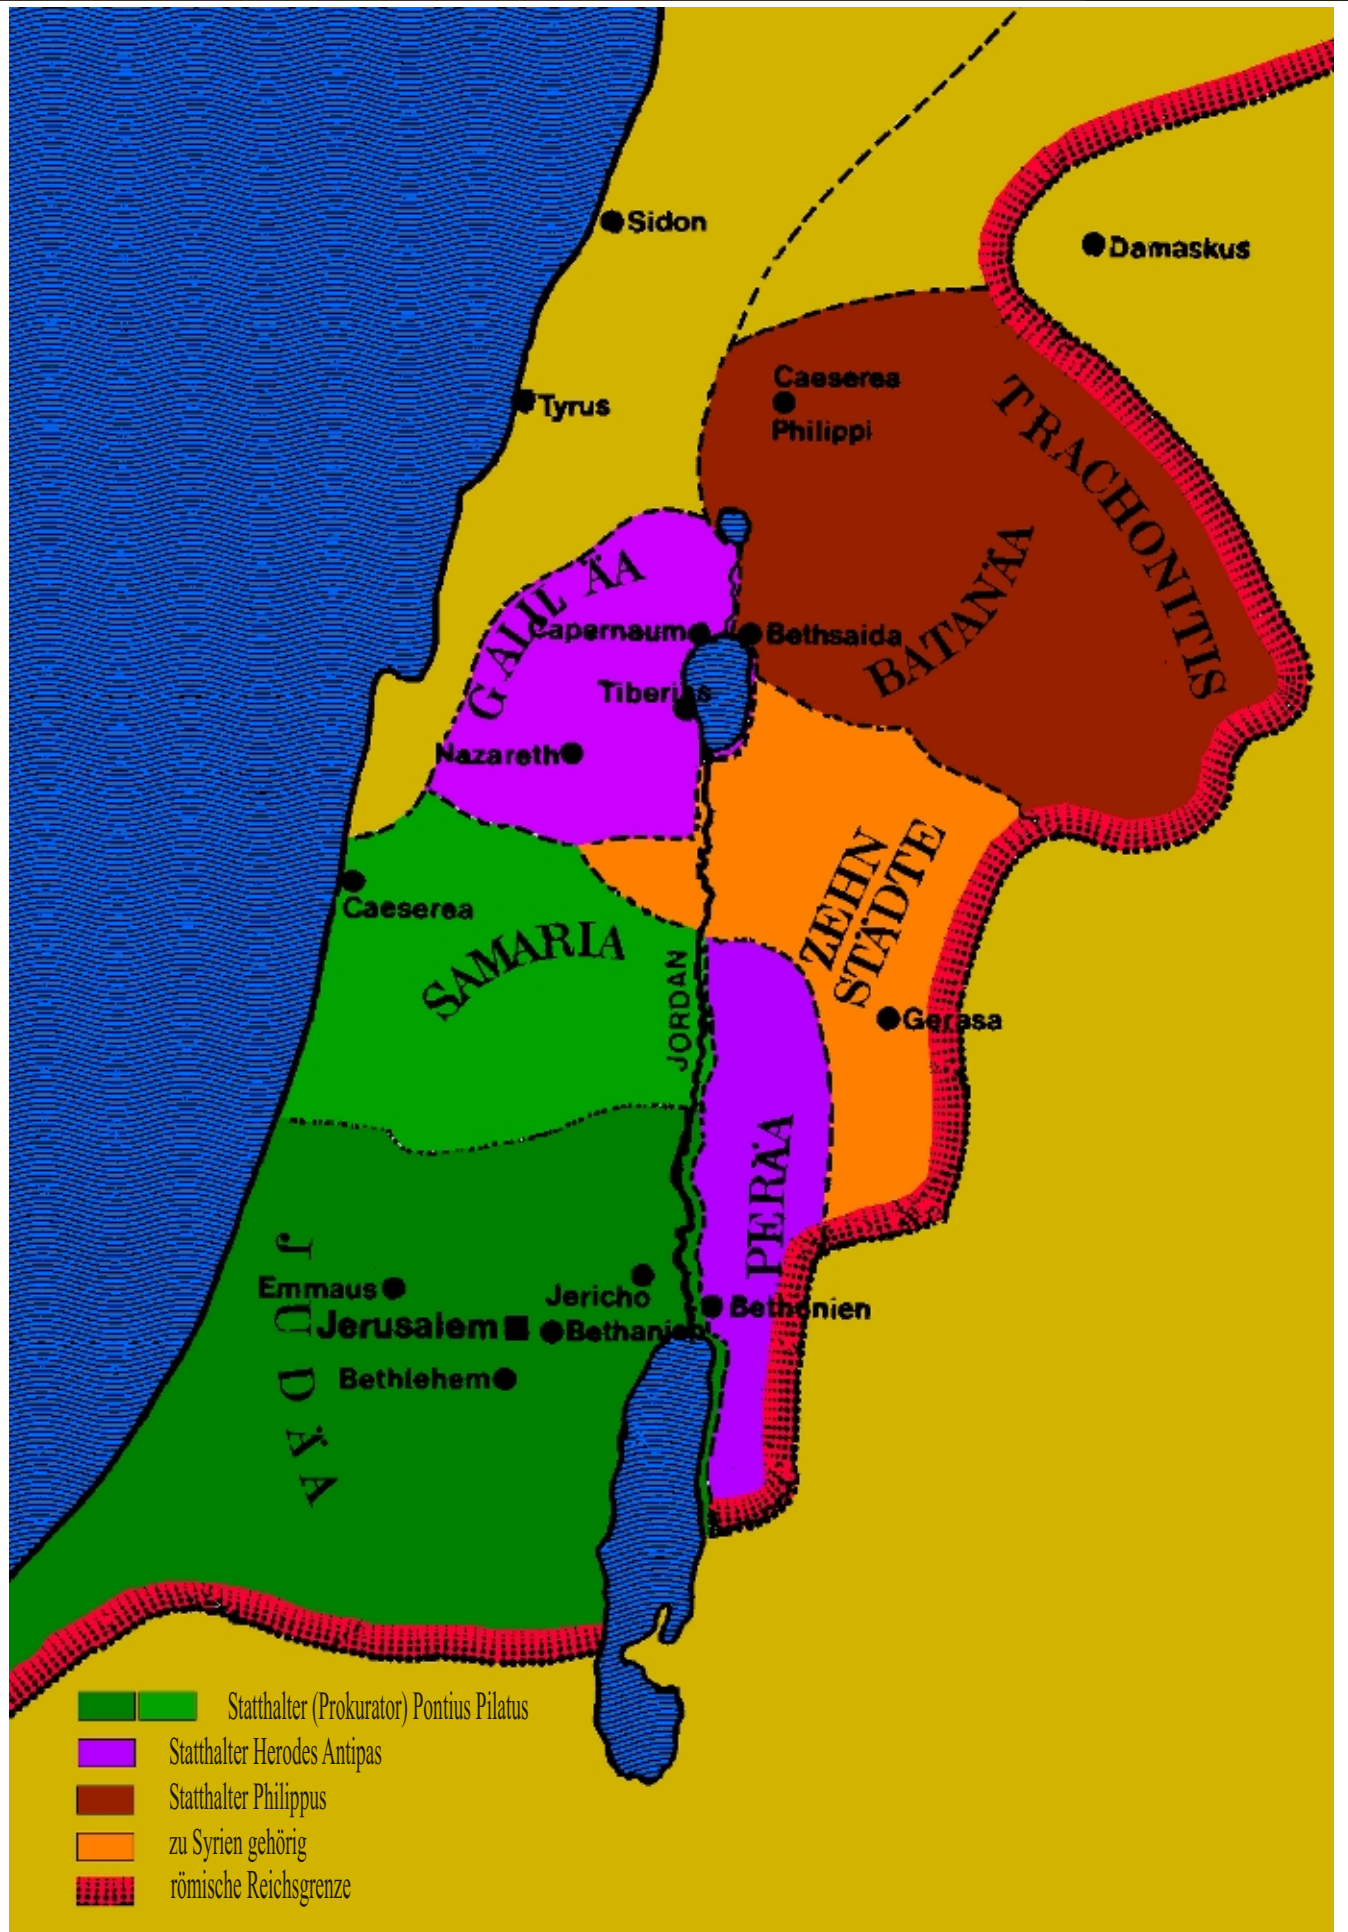 Sidon
Damaskus
Caeserea
Philippi
Tyrus
TRACHONITIS
BATANÄA
GALILÄA
Capernaum
Bethsaida
Tiberias
Nazareth
ZEHN
STÄDTE
Caeserea
SAMARIA
JORDAN
Gerasa
PERÄA
JUDÄA
Emmaus
Jericho
Bethanien
Jerusalem
Bethanien
Bethlehem
Statthalter (Prokurator) Pontius Pilatus
Statthalter Herodes Antipas
Statthalter Philippus
zu Syrien gehörig
römische Reichsgrenze